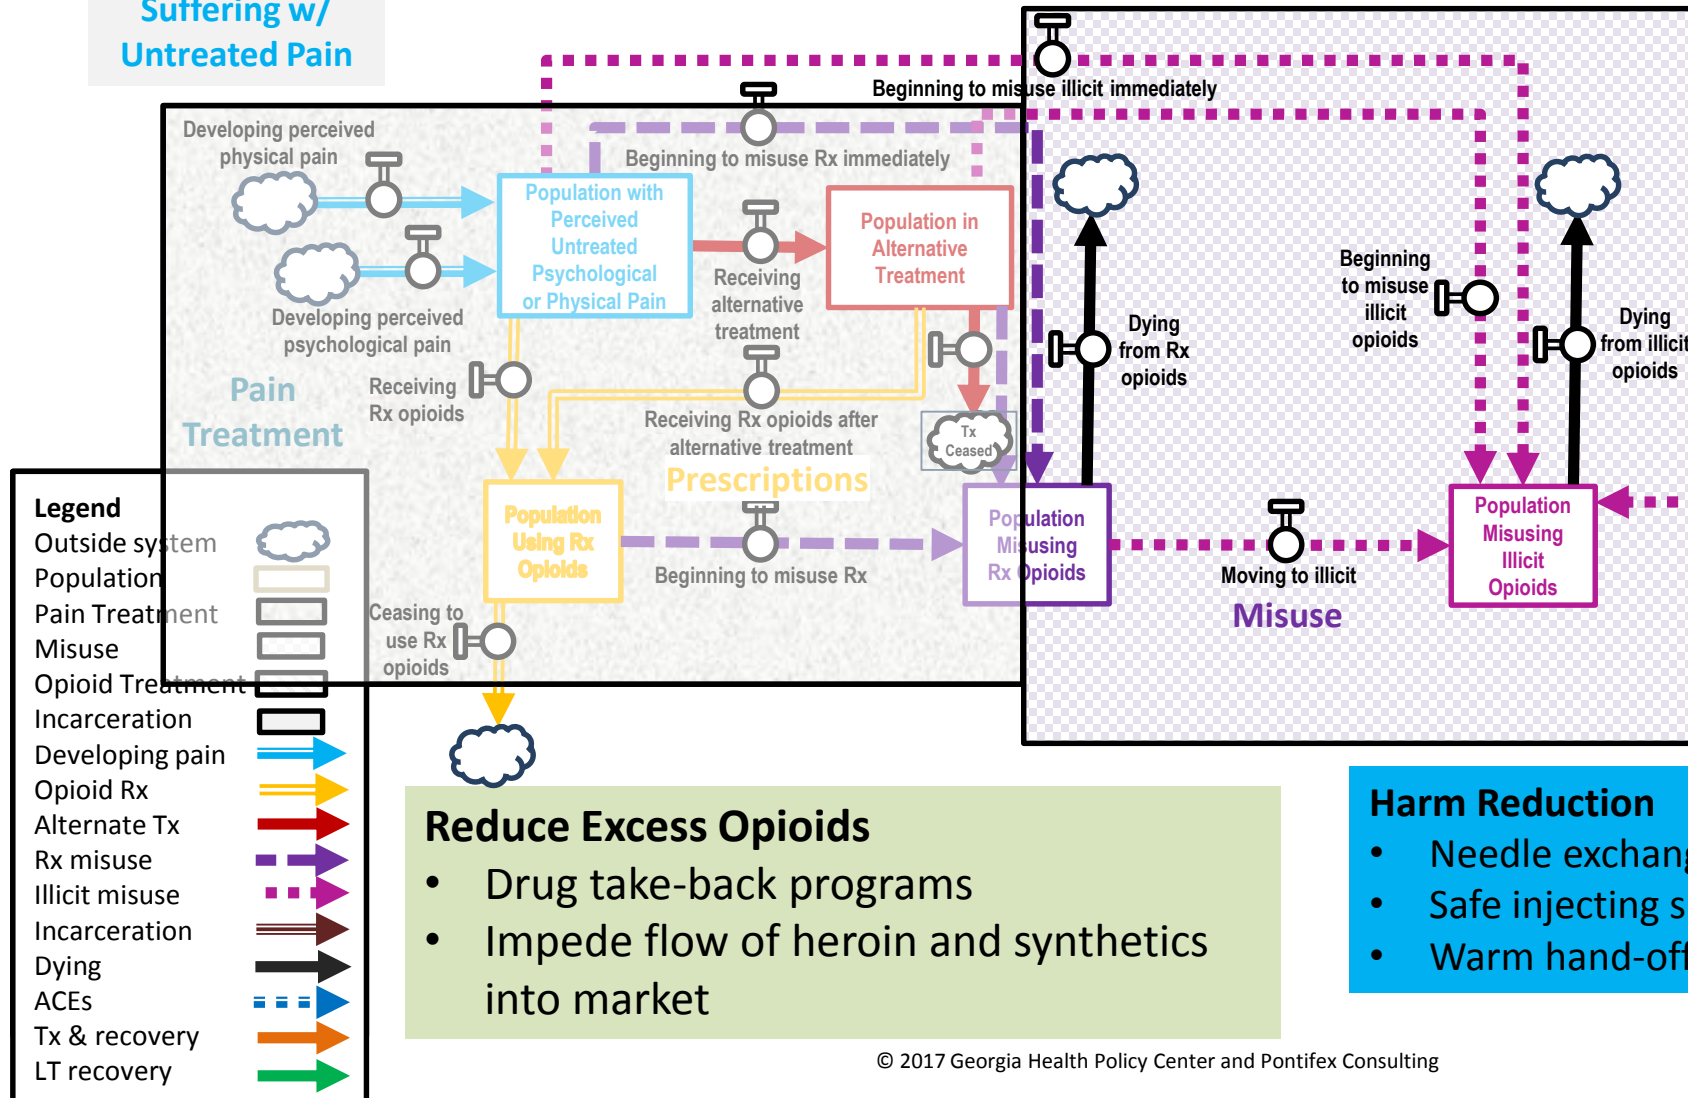 Suffering w/
Untreated Pain
Beginning to misuse illicit immediately
Developing perceived
physical pain
Beginning to misuse Rx immediately
Population with
Perceived
Untreated
Psychological
or Physical Pain
Population in
Alternative
Treatment
Receiving
alternative
treatment
Developing perceived
psychological pain
Beginning
to misuse
illicit
opioids
Dying
from Rx
opioids
Dying
from illicit
opioids
Pain
Treatment
Receiving
Rx opioids
Receiving Rx opioids after
alternative treatment
Tx
Ceased
Prescriptions
Population
Using Rx
Opioids
Beginning to misuse Rx
Population
Misusing
Rx Opioids
Moving to illicit
Misuse
Population
Misusing
Illicit
Opioids
Ceasing to
use Rx
opioids
Legend
Outside system
Population
Pain Treatment
Misuse
Opioid Treatment
Incarceration
Developing pain
Opioid Rx
Alternate Tx
Rx misuse
Illicit misuse
Incarceration
Dying
ACEs
Tx & recovery
LT recovery
Reduce Excess Opioids
• Drug take-back programs
• Impede flow of heroin and synthetics
into market
Harm Reduction
• Needle exchang
• Safe injecting s
• Warm hand-off
© 2017 Georgia Health Policy Center and Pontifex Consulting